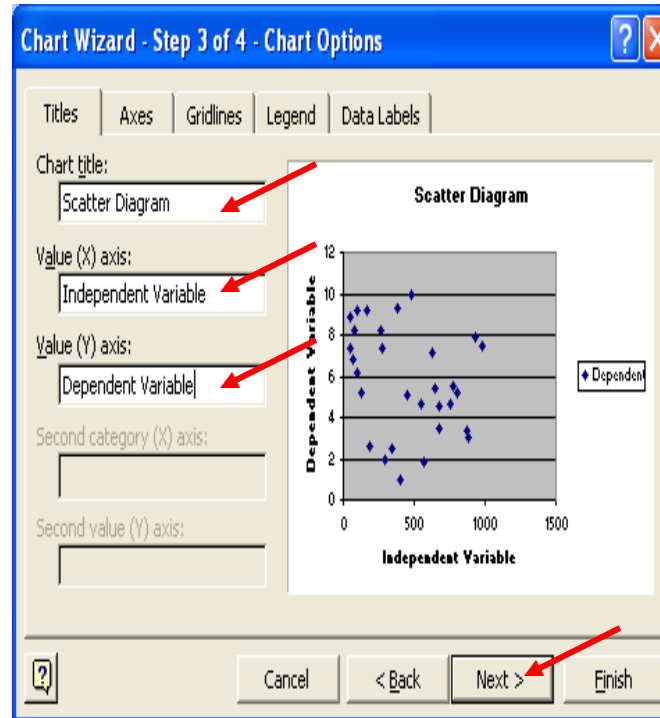 Chart Wizard - Step 3 of 4 - Chart Options
?
X
Titles
Axes
Gridlines
Legend
Data Labels
Chart title:
Scatter Diagram
Value (X) axis:
Independent Variable
Value (Y) axis:
Dependent Variable
Second category (X) axis:
Second value (Y) axis:
Scatter Diagram
Dependent Variable
12
10
8
6
4
2
0
0 500 1000 1500
Independent Variable
Dependent
?
Cancel
< Back
Next >
Finish